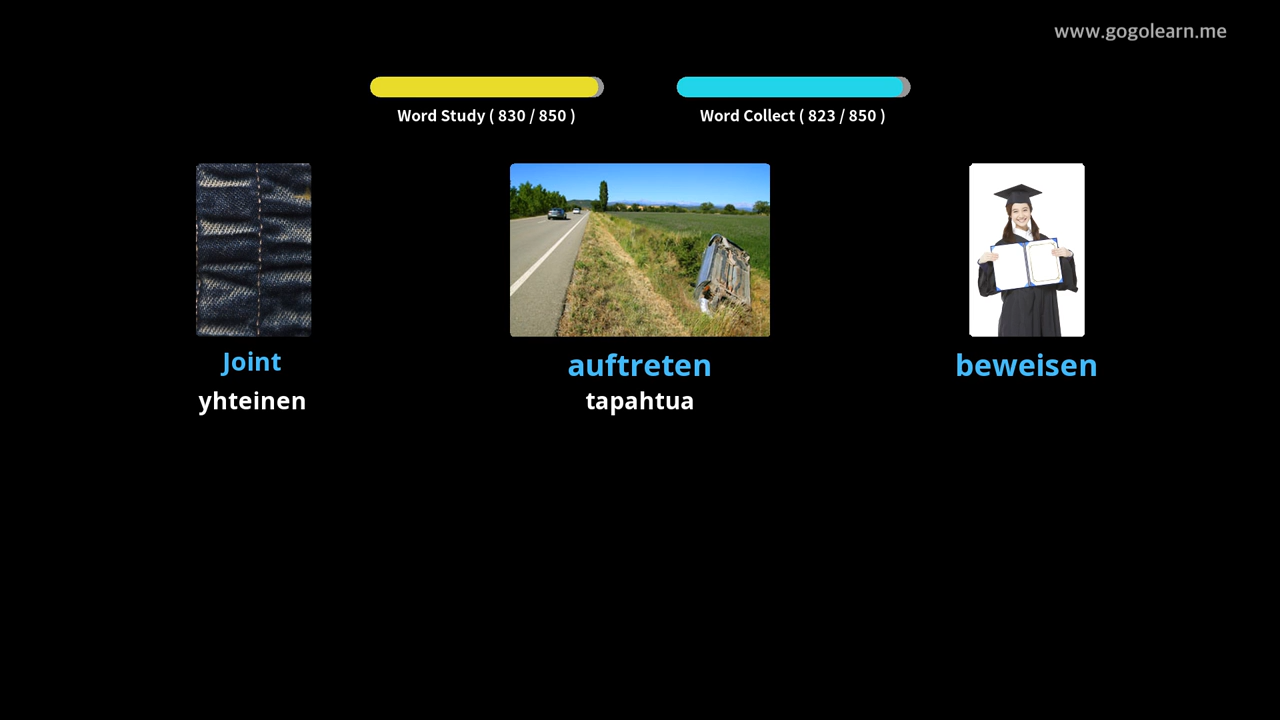 www.gogolearn.me
Word Study ( 830 / 850 )
Word Collect ( 823 / 850 )
Joint
yhteinen
auftreten
tapahtua
beweisen